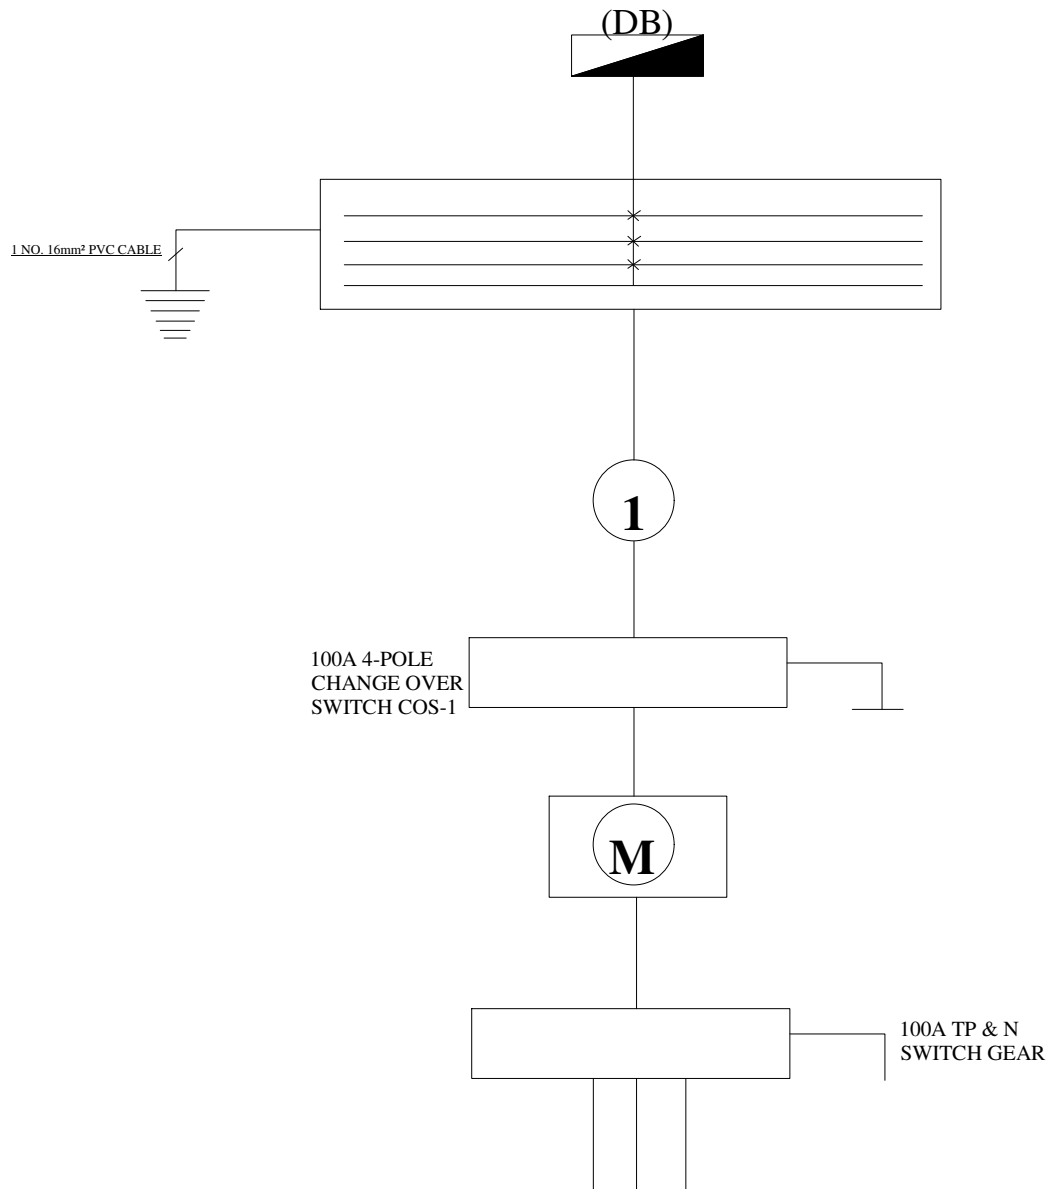 (DB)
1 NO. 16mm² PVC CABLE
1
100A 4-POLE
CHANGE OVER
SWITCH COS-1
M
100A TP & N
SWITCH GEAR